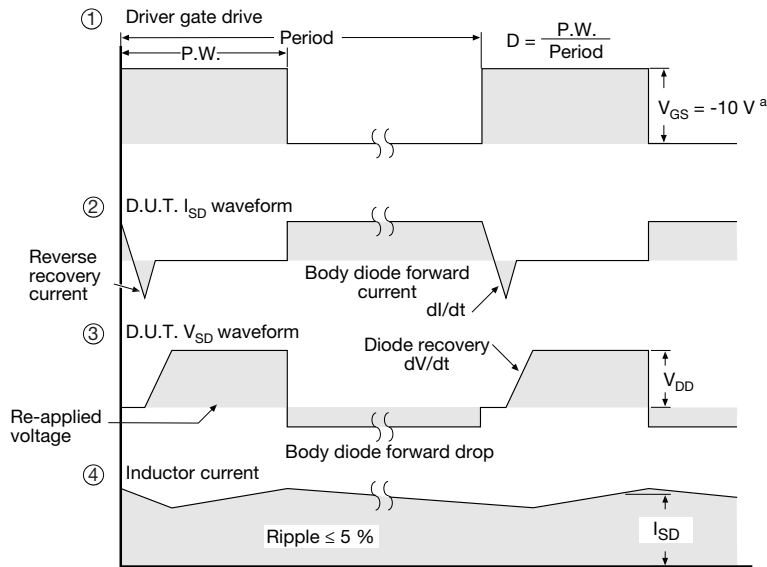 ① Driver gate drive
Period
P.W.
D = P.W. / Period
V_GS = -10 V ᵃ
② D.U.T. I_SD waveform
Reverse
recovery
current
Body diode forward
current
dI/dt
③ D.U.T. V_SD waveform
Diode recovery
dV/dt
V_DD
Re-applied
voltage
Body diode forward drop
④ Inductor current
Ripple ≤ 5 %
I_SD